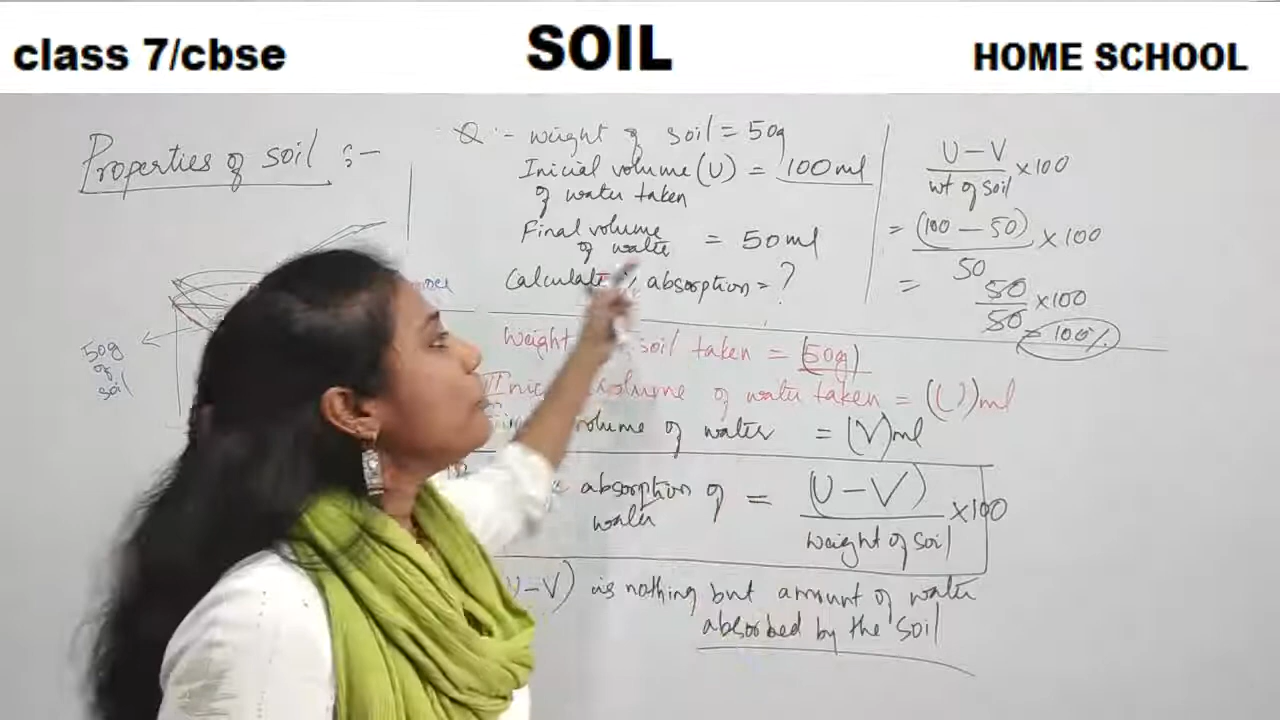 class 7/cbse
SOIL
HOME SCHOOL
Properties of soil :-
50g
of
soil
Q :- weight of soil = 50g
Inicial volume (U) = 100ml
of water taken
Final volume
of water = 50ml
Calculate % absorption = ?
U-V
wt of soil ×100
= (100 - 50)
50 ×100
= 50
50 ×100
= 100%
Weight soil taken = (50g)
volume of water taken = (U)ml
volume of water = (V)ml
absorption of
water = (U-V)
weight of soil ×100
U-V) is nothing but amount of water
absorbed by the soil